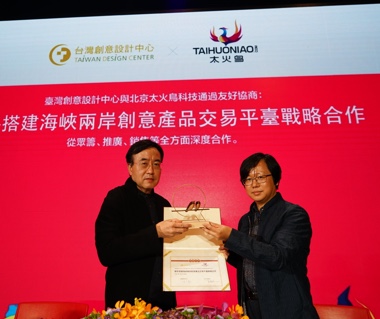 台灣創意設計中心
TAIWAN DESIGN CENTER
×
TAIHUONIAO
太火鸟
臺灣創意設計中心與北京太火鳥科技通過友好協商:
搭建海峽兩岸創意產品交易平臺戰略合作
從眾籌、推廣、銷售等全方面深度合作。